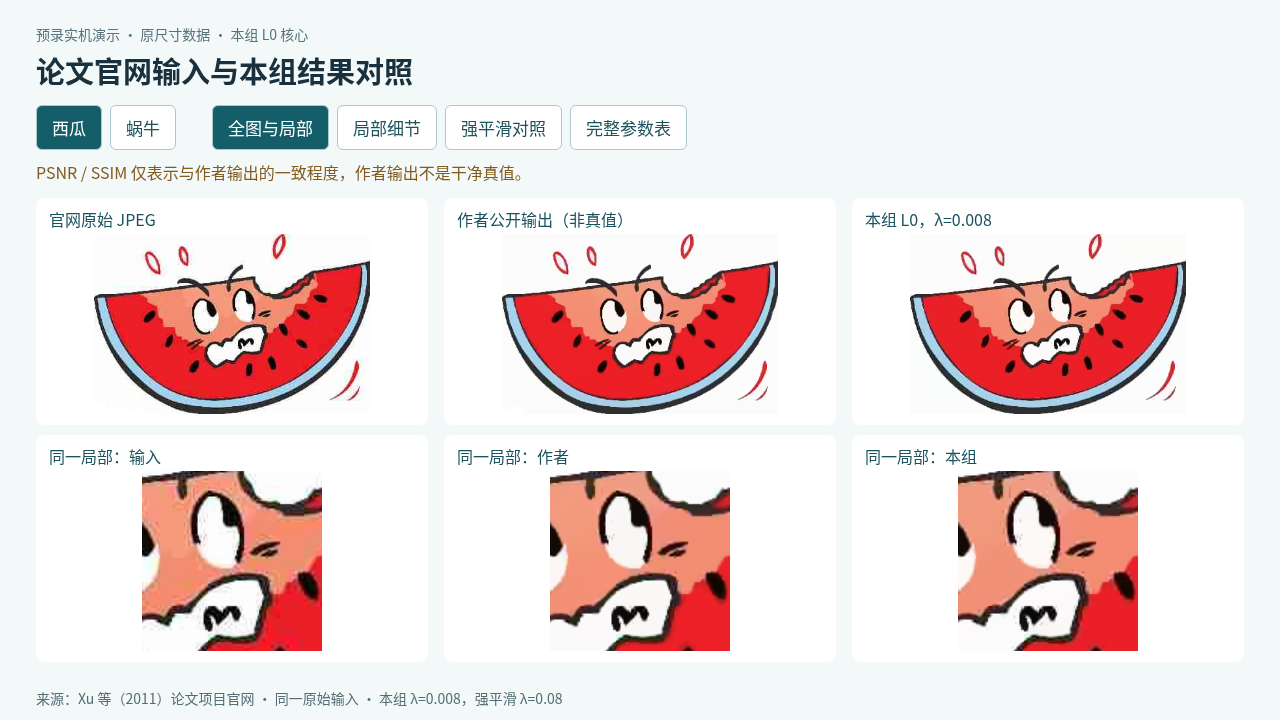 预录实机演示 · 原尺寸数据 · 本组 L0 核心
论文官网输入与本组结果对照
西瓜 蜗牛 全图与局部 局部细节 强平滑对照 完整参数表
PSNR / SSIM 仅表示与作者输出的一致程度，作者输出不是干净真值。
官网原始 JPEG 作者公开输出（非真值） 本组 L0，λ=0.008
同一局部：输入 同一局部：作者 同一局部：本组
来源：Xu 等（2011）论文项目官网 · 同一原始输入 · 本组 λ=0.008，强平滑 λ=0.08